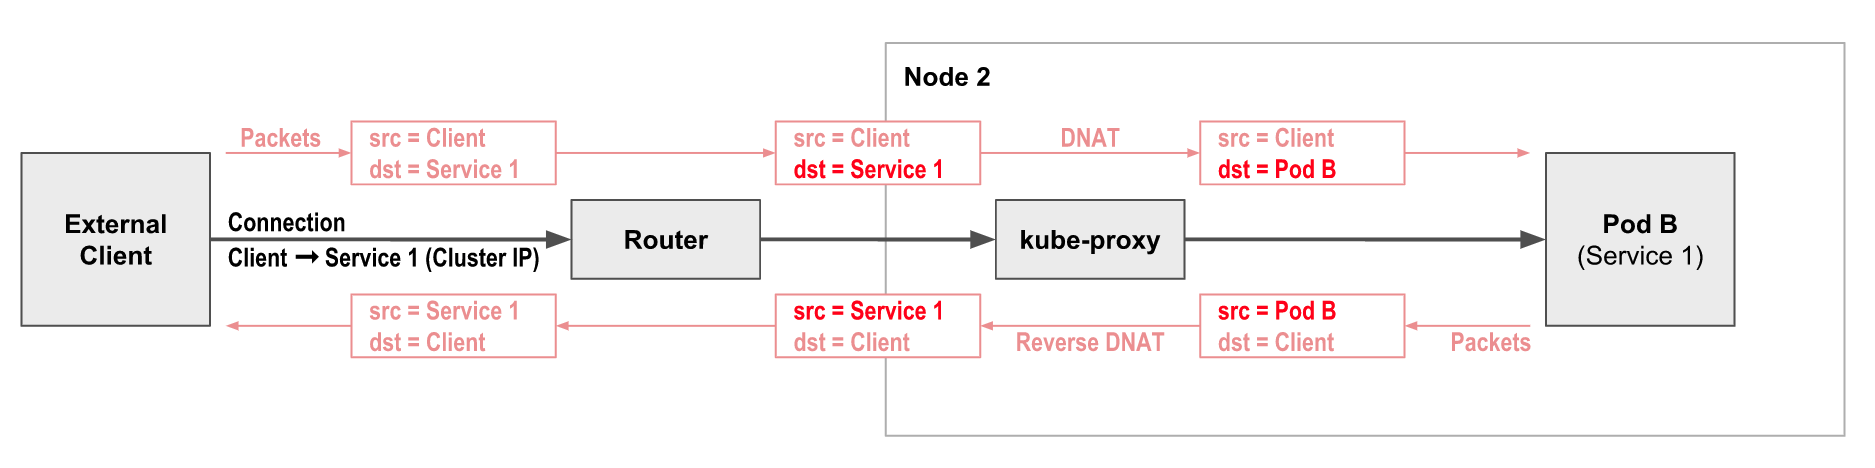 Node 2
Packets
src = Client
dst = Service 1
src = Client
dst = Service 1
DNAT
src = Client
dst = Pod B
External
Client
Connection
Client ➞ Service 1 (Cluster IP)
Router
kube-proxy
Pod B
(Service 1)
src = Service 1
dst = Client
src = Service 1
dst = Client
Reverse DNAT
src = Pod B
dst = Client
Packets